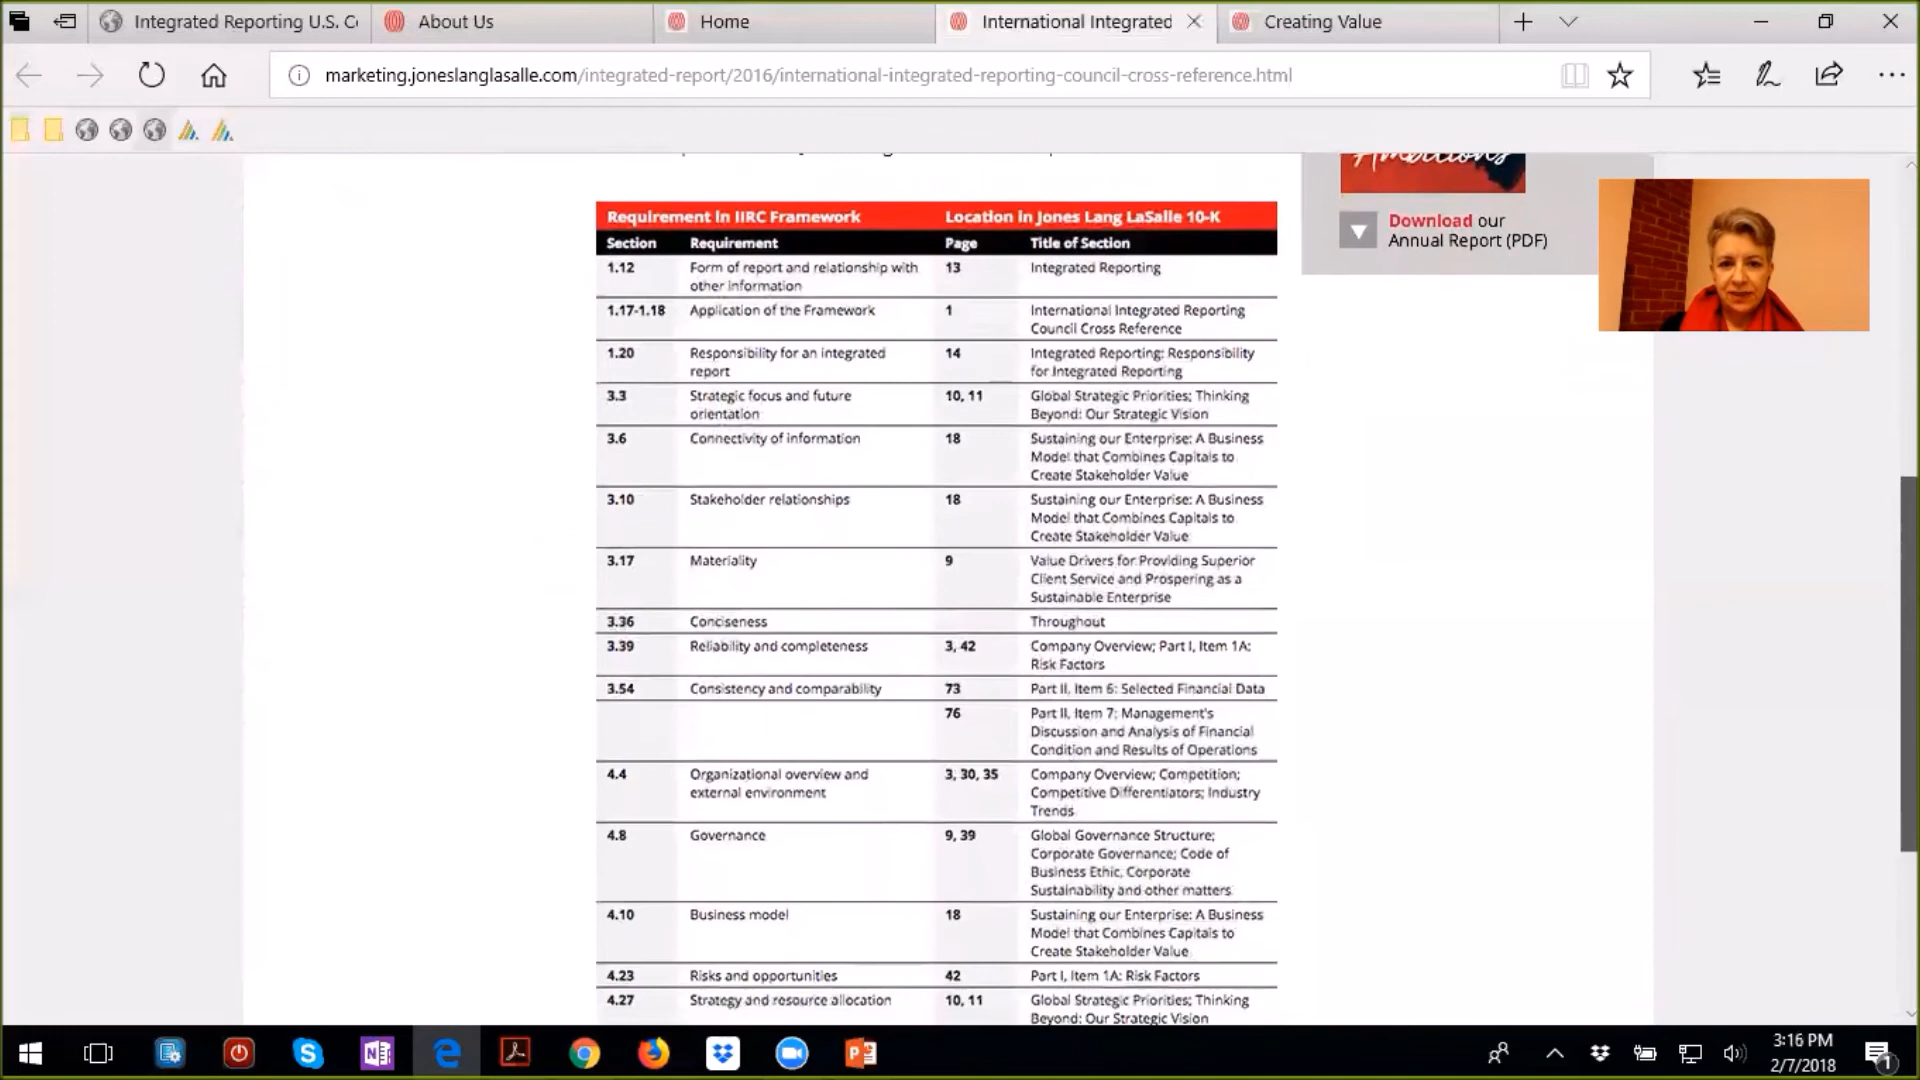 Integrated Reporting U.S. Co
About Us
Home
International Integrated
Creating Value
marketing.joneslanglasalle.com/integrated-report/2016/international-integrated-reporting-council-cross-reference.html
Ambitions
Download our
Annual Report (PDF)
Requirement in IIRC Framework Location in Jones Lang LaSalle 10-K
Section Requirement Page Title of Section
1.12 Form of report and relationship with 13 Integrated Reporting
other information
1.17-1.18 Application of the Framework 1 International Integrated Reporting
Council Cross Reference
1.20 Responsibility for an integrated 14 Integrated Reporting; Responsibility
report for Integrated Reporting
3.3 Strategic focus and future 10, 11 Global Strategic Priorities; Thinking
orientation Beyond: Our Strategic Vision
3.6 Connectivity of information 18 Sustaining our Enterprise: A Business
Model that Combines Capitals to
Create Stakeholder Value
3.10 Stakeholder relationships 18 Sustaining our Enterprise: A Business
Model that Combines Capitals to
Create Stakeholder Value
3.17 Materiality 9 Value Drivers for Providing Superior
Client Service and Prospering as a
Sustainable Enterprise
3.36 Conciseness Throughout
3.39 Reliability and completeness 3, 42 Company Overview; Part I, Item 1A:
Risk Factors
3.54 Consistency and comparability 73 Part II, Item 6: Selected Financial Data
76 Part II, Item 7: Management's
Discussion and Analysis of Financial
Condition and Results of Operations
4.4 Organizational overview and 3, 30, 35 Company Overview; Competition;
external environment Competitive Differentiators; Industry
Trends
4.8 Governance 9, 39 Global Governance Structure;
Corporate Governance; Code of
Business Ethic, Corporate
Sustainability and other matters
4.10 Business model 18 Sustaining our Enterprise: A Business
Model that Combines Capitals to
Create Stakeholder Value
4.23 Risks and opportunities 42 Part I, Item 1A: Risk Factors
4.27 Strategy and resource allocation 10, 11 Global Strategic Priorities; Thinking
Beyond: Our Strategic Vision
3:16 PM
2/7/2018
1